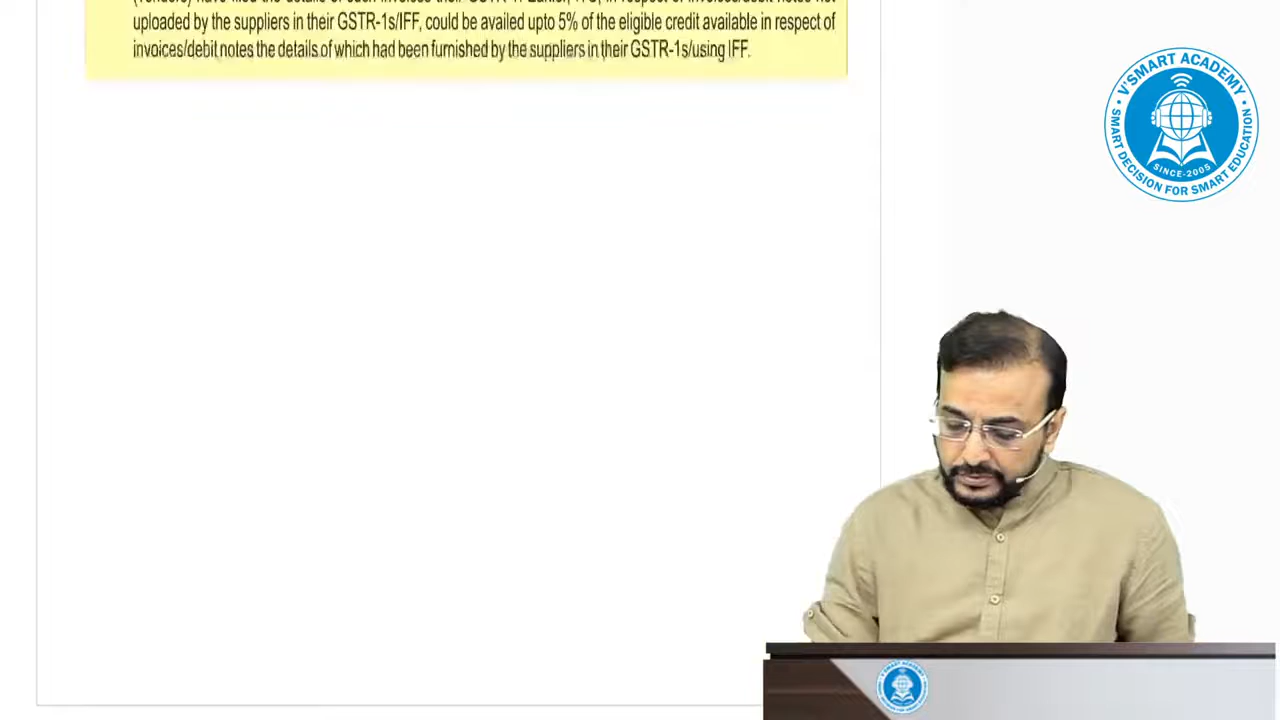 uploaded by the suppliers in their GSTR-1s/IFF, could be availed upto 5% of the eligible credit available in respect of
invoices/debit notes the details of which had been furnished by the suppliers in their GSTR-1s/using IFF.
V'SMART ACADEMY
SMART DECISION FOR SMART EDUCATION
SINCE-2005